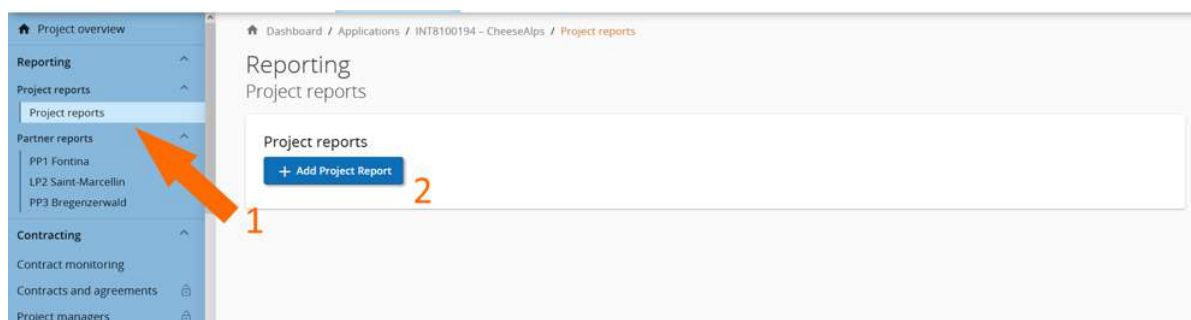 Project overview
Reporting
Project reports
Project reports
Partner reports
PP1 Fontina
LP2 Saint-Marcellin
PP3 Bregenzerwald
Contracting
Contract monitoring
Contracts and agreements
Project managers
Dashboard / Applications / INT8100194 – CheeseAlps / Project reports
Reporting
Project reports
Project reports
+ Add Project Report
1
2